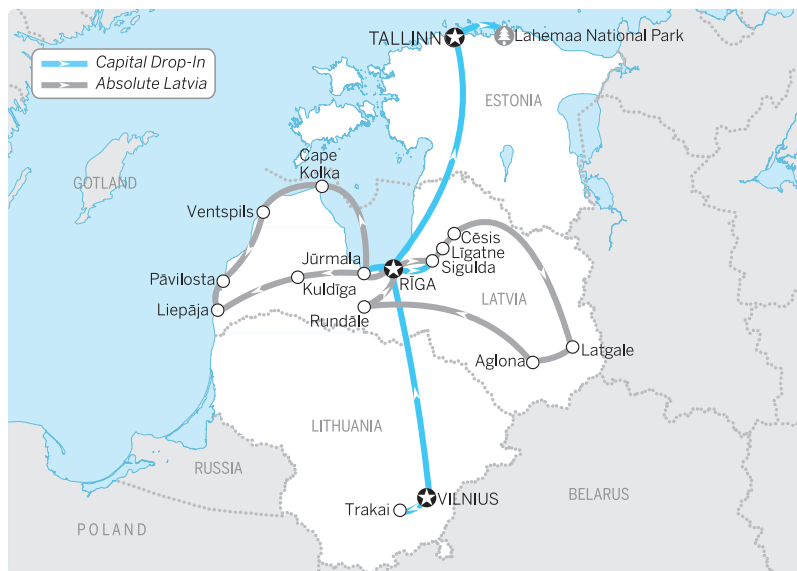 TALLINN
Lahemaa National Park
Capital Drop-In
Absolute Latvia
ESTONIA
Cape
Kolka
GOTLAND
Ventspils
Cēsis
Līgatne
Jūrmala
Sigulda
Pāvilosta
Kuldīga
RĪGA
LATVIA
Liepāja
Rundāle
Latgale
Aglona
LITHUANIA
RUSSIA
BELARUS
VILNIUS
Trakai
POLAND